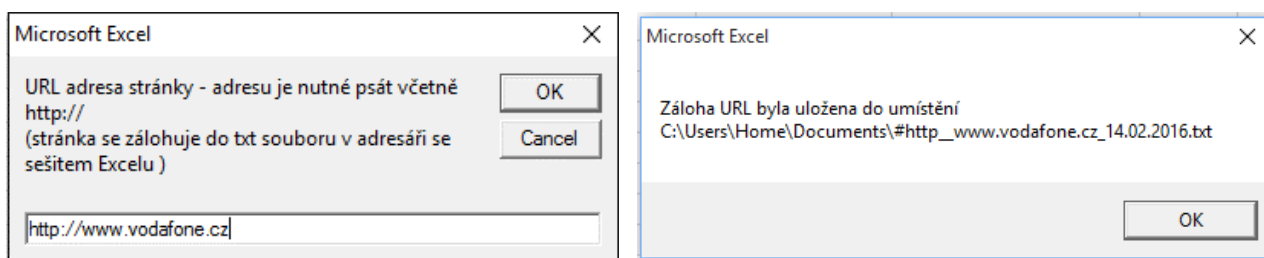 Microsoft Excel
URL adresa stránky - adresu je nutné psát včetně
http://
(stránka se zálohuje do txt souboru v adresáři se
sešitem Excelu )
OK
Cancel
http://www.vodafone.cz
Microsoft Excel
Záloha URL byla uložena do umístění
C:\Users\Home\Documents\#http__www.vodafone.cz_14.02.2016.txt
OK